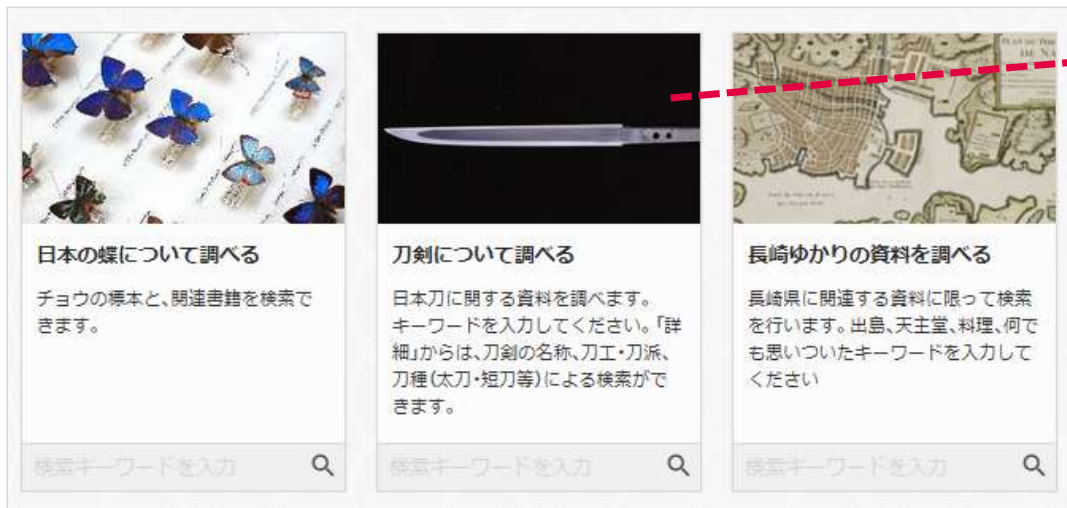 PLAN DU POR
DE NA
日本の蝶について調べる
チョウの標本と、関連書籍を検索で
きます。
検索キーワードを入力
刀剣について調べる
日本刀に関する資料を調べます。
キーワードを入力してください。「詳
細」からは、刀剣の名称、刀工・刀派、
刀種(太刀・短刀等)による検索がで
きます。
検索キーワードを入力
長崎ゆかりの資料を調べる
長崎県に関連する資料に限って検索
を行います。出島、天主堂、料理、何で
も思いついたキーワードを入力して
ください
検索キーワードを入力